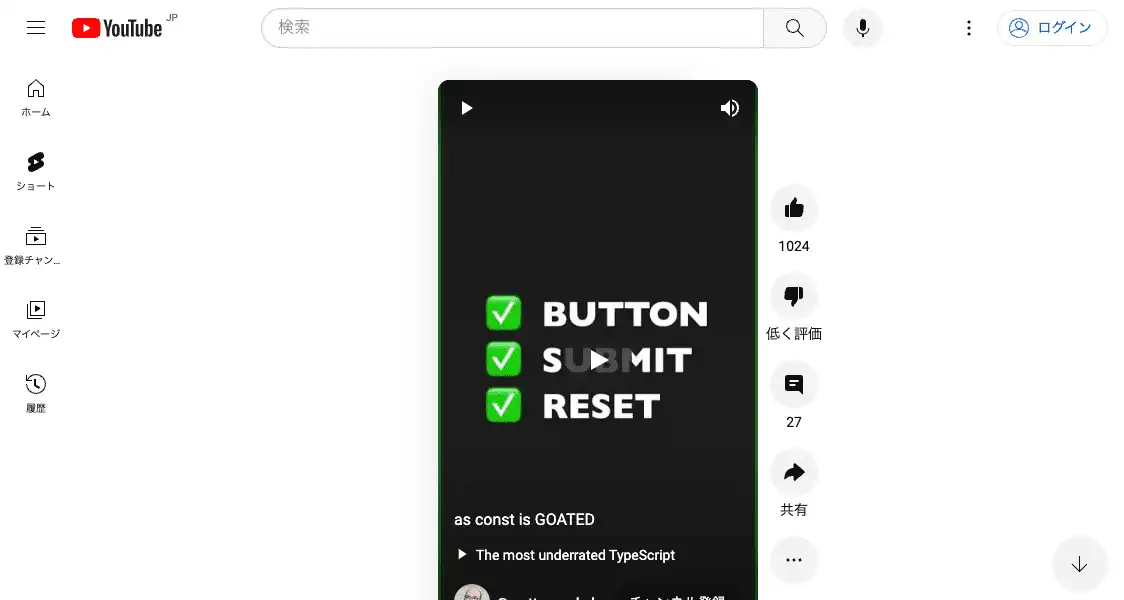 YouTube JP
検索
ログイン
ホーム
ショート
登録チャン...
マイページ
履歴
BUTTON
SUBMIT
RESET
as const is GOATED
The most underrated TypeScript
チャンネル登録
1024
低く評価
27
共有